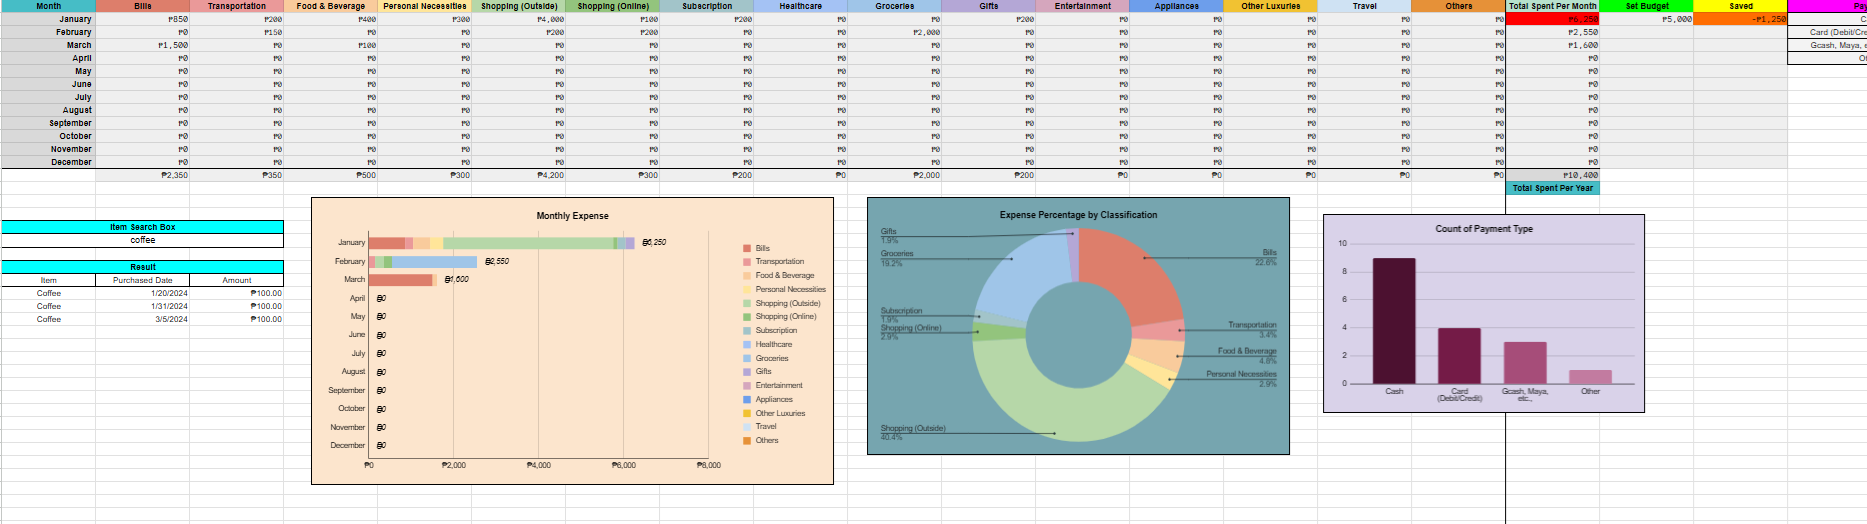 Month Bills Transportation Food & Beverage Personal Necessities Shopping (Outside) Shopping (Online) Subscription Healthcare Groceries Gifts Entertainment Appliances Other Luxuries Travel Others Total Spent Per Month Set Budget Saved Pay
January ₱850 ₱200 ₱400 ₱300 ₱4,000 ₱100 ₱200 ₱0 ₱0 ₱200 ₱0 ₱0 ₱0 ₱0 ₱0 ₱6,250 ₱5,000 -₱1,250 C
February ₱0 ₱150 ₱0 ₱0 ₱200 ₱200 ₱0 ₱0 ₱2,000 ₱0 ₱0 ₱0 ₱0 ₱0 ₱0 ₱2,550 Card (Debit/Cre
March ₱1,500 ₱0 ₱100 ₱0 ₱0 ₱0 ₱0 ₱0 ₱0 ₱0 ₱0 ₱0 ₱0 ₱0 ₱0 ₱1,600 Gcash, Maya, e
April ₱0 ₱0 ₱0 ₱0 ₱0 ₱0 ₱0 ₱0 ₱0 ₱0 ₱0 ₱0 ₱0 ₱0 ₱0 ₱0 Ot
May ₱0 ₱0 ₱0 ₱0 ₱0 ₱0 ₱0 ₱0 ₱0 ₱0 ₱0 ₱0 ₱0 ₱0 ₱0 ₱0
June ₱0 ₱0 ₱0 ₱0 ₱0 ₱0 ₱0 ₱0 ₱0 ₱0 ₱0 ₱0 ₱0 ₱0 ₱0 ₱0
July ₱0 ₱0 ₱0 ₱0 ₱0 ₱0 ₱0 ₱0 ₱0 ₱0 ₱0 ₱0 ₱0 ₱0 ₱0 ₱0
August ₱0 ₱0 ₱0 ₱0 ₱0 ₱0 ₱0 ₱0 ₱0 ₱0 ₱0 ₱0 ₱0 ₱0 ₱0 ₱0
September ₱0 ₱0 ₱0 ₱0 ₱0 ₱0 ₱0 ₱0 ₱0 ₱0 ₱0 ₱0 ₱0 ₱0 ₱0 ₱0
October ₱0 ₱0 ₱0 ₱0 ₱0 ₱0 ₱0 ₱0 ₱0 ₱0 ₱0 ₱0 ₱0 ₱0 ₱0 ₱0
November ₱0 ₱0 ₱0 ₱0 ₱0 ₱0 ₱0 ₱0 ₱0 ₱0 ₱0 ₱0 ₱0 ₱0 ₱0 ₱0
December ₱0 ₱0 ₱0 ₱0 ₱0 ₱0 ₱0 ₱0 ₱0 ₱0 ₱0 ₱0 ₱0 ₱0 ₱0 ₱0
₱2,350 ₱350 ₱500 ₱300 ₱4,200 ₱300 ₱200 ₱0 ₱2,000 ₱200 ₱0 ₱0 ₱0 ₱0 ₱0 ₱10,400
Total Spent Per Year
Item Search Box
coffee
Result
Item Purchased Date Amount
Coffee 1/20/2024 ₱100.00
Coffee 1/31/2024 ₱100.00
Coffee 3/5/2024 ₱100.00
Monthly Expense
January ₱6,250
February ₱2,550
March ₱1,600
April ₱0
May ₱0
June ₱0
July ₱0
August ₱0
September ₱0
October ₱0
November ₱0
December ₱0
₱0 ₱2,000 ₱4,000 ₱6,000 ₱8,000
Bills
Transportation
Food & Beverage
Personal Necessities
Shopping (Outside)
Shopping (Online)
Subscription
Healthcare
Groceries
Gifts
Entertainment
Appliances
Other Luxuries
Travel
Others
Expense Percentage by Classification
Gifts
1.9%
Groceries
19.2%
Subscription
1.9%
Shopping (Online)
2.9%
Shopping (Outside)
40.4%
Bills
22.6%
Transportation
3.4%
Food & Beverage
4.8%
Personal Necessities
2.9%
Count of Payment Type
10
8
6
4
2
0
Cash
Card
(Debit/Credit)
Gcash, Maya,
etc.,
Other